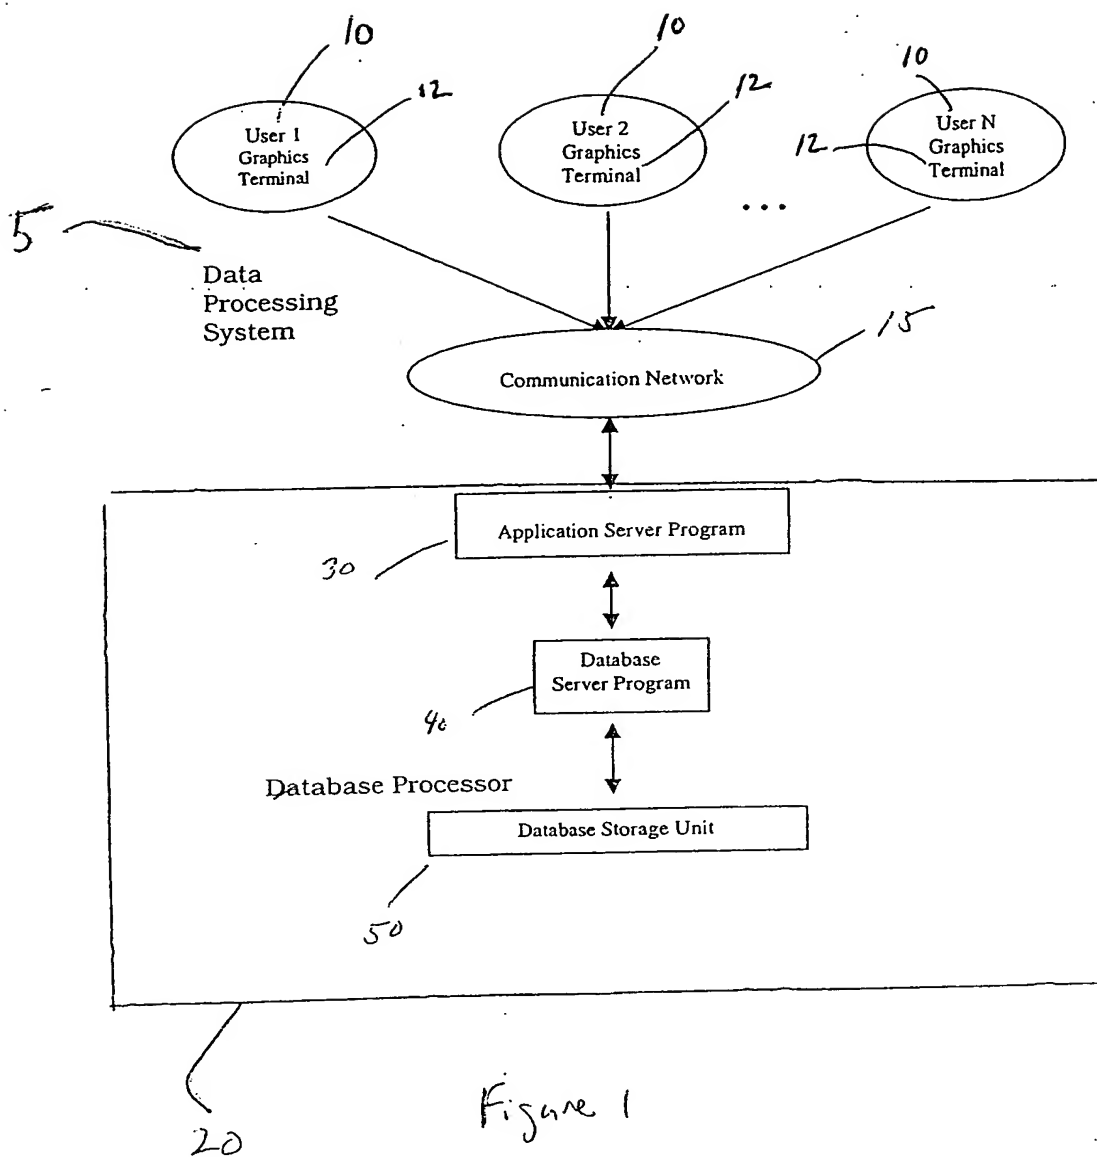 10
10
10
12
12
12
User 1
Graphics
Terminal
User 2
Graphics
Terminal
User N
Graphics
Terminal
...
5
Data
Processing
System
15
Communication Network
Application Server Program
30
Database
Server Program
40
Database Processor
Database Storage Unit
50
20
Figure 1